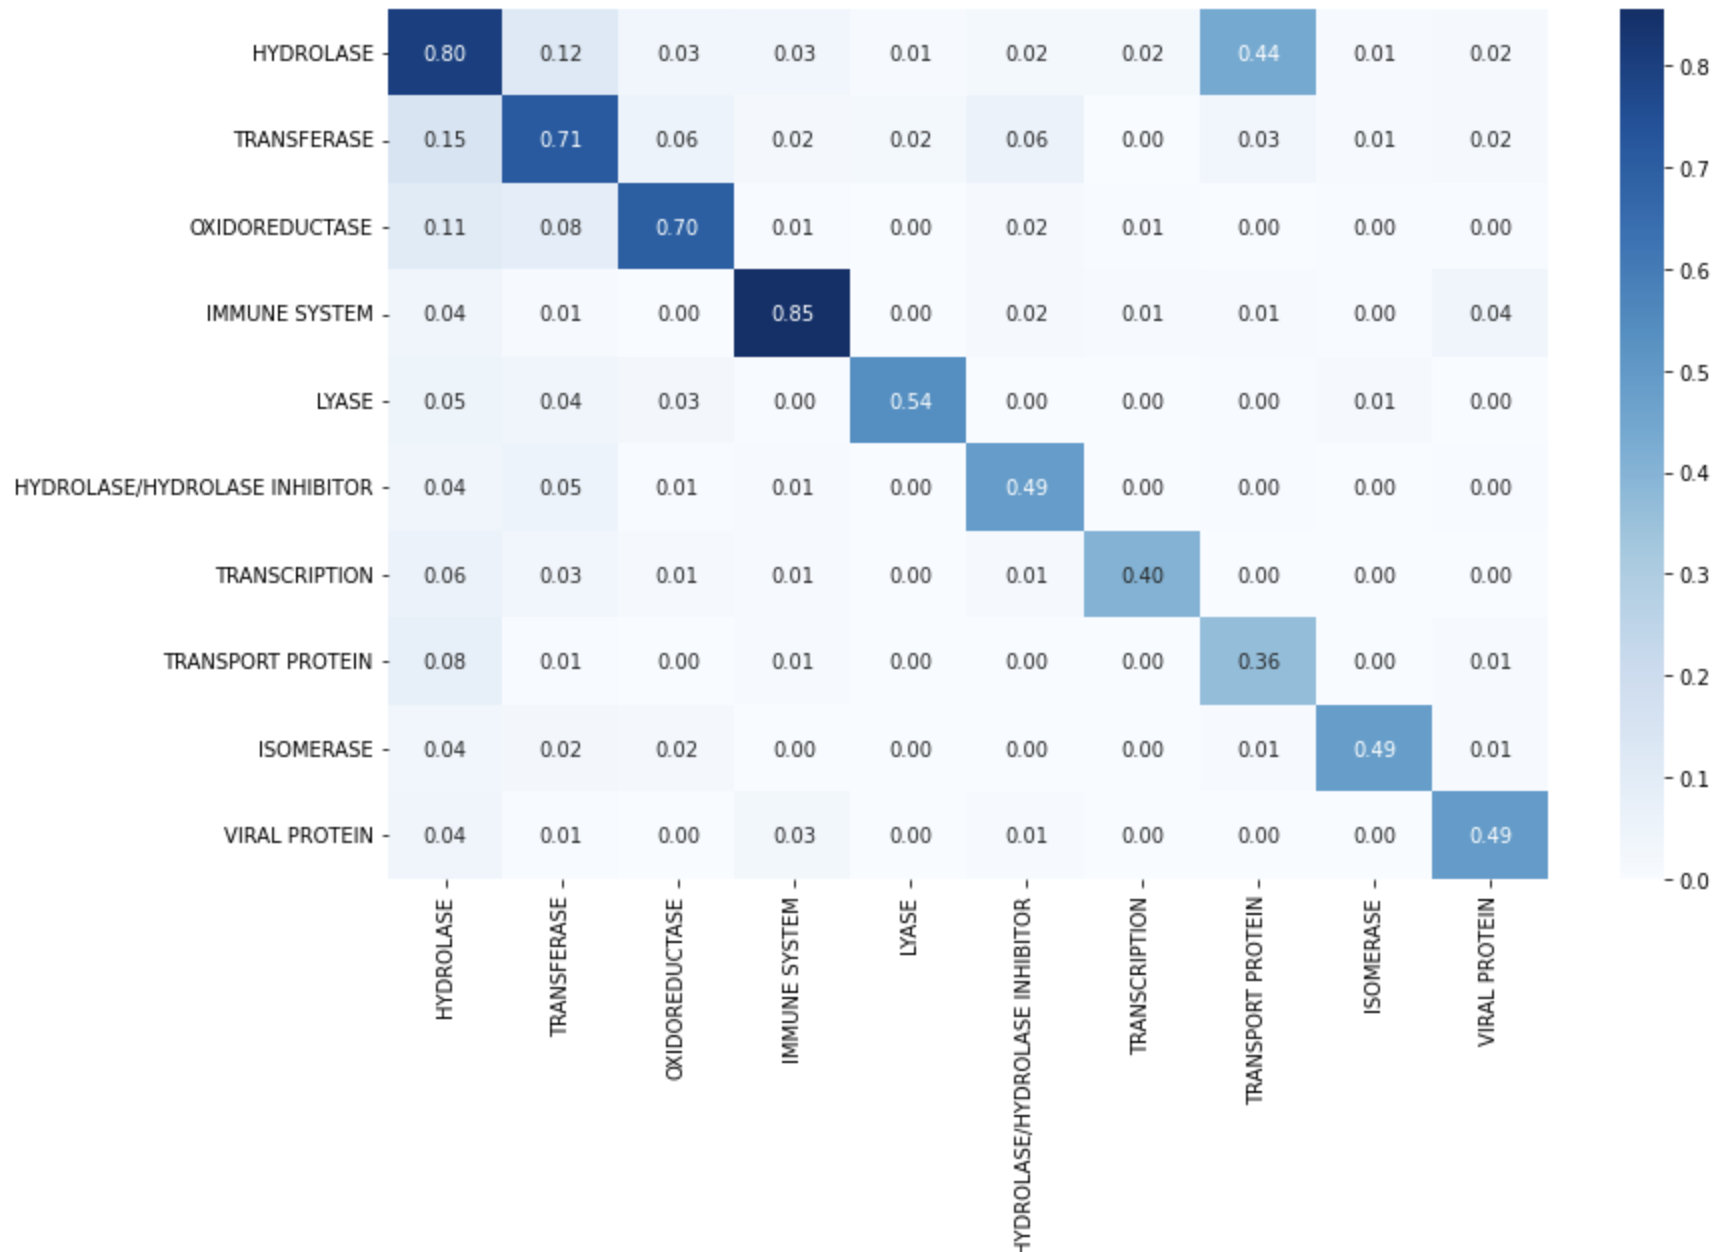 HYDROLASE 0.80 0.12 0.03 0.03 0.01 0.02 0.02 0.44 0.01 0.02
TRANSFERASE 0.15 0.71 0.06 0.02 0.02 0.06 0.00 0.03 0.01 0.02
OXIDOREDUCTASE 0.11 0.08 0.70 0.01 0.00 0.02 0.01 0.00 0.00 0.00
IMMUNE SYSTEM 0.04 0.01 0.00 0.85 0.00 0.02 0.01 0.01 0.00 0.04
LYASE 0.05 0.04 0.03 0.00 0.54 0.00 0.00 0.00 0.01 0.00
HYDROLASE/HYDROLASE INHIBITOR 0.04 0.05 0.01 0.01 0.00 0.49 0.00 0.00 0.00 0.00
TRANSCRIPTION 0.06 0.03 0.01 0.01 0.00 0.01 0.40 0.00 0.00 0.00
TRANSPORT PROTEIN 0.08 0.01 0.00 0.01 0.00 0.00 0.00 0.36 0.00 0.01
ISOMERASE 0.04 0.02 0.02 0.00 0.00 0.00 0.00 0.01 0.49 0.01
VIRAL PROTEIN 0.04 0.01 0.00 0.03 0.00 0.01 0.00 0.00 0.00 0.49
HYDROLASE
TRANSFERASE
OXIDOREDUCTASE
IMMUNE SYSTEM
LYASE
HYDROLASE/HYDROLASE INHIBITOR
TRANSCRIPTION
TRANSPORT PROTEIN
ISOMERASE
VIRAL PROTEIN
0.8
0.7
0.6
0.5
0.4
0.3
0.2
0.1
0.0